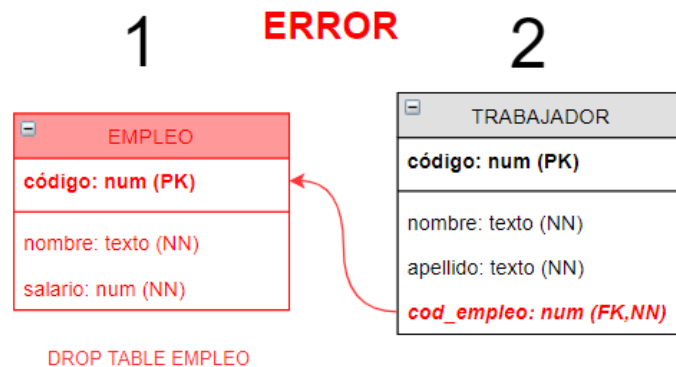 1
ERROR
2
EMPLEO
código: num (PK)
nombre: texto (NN)
salario: num (NN)
DROP TABLE EMPLEO
TRABAJADOR
código: num (PK)
nombre: texto (NN)
apellido: texto (NN)
cod_empleo: num (FK,NN)